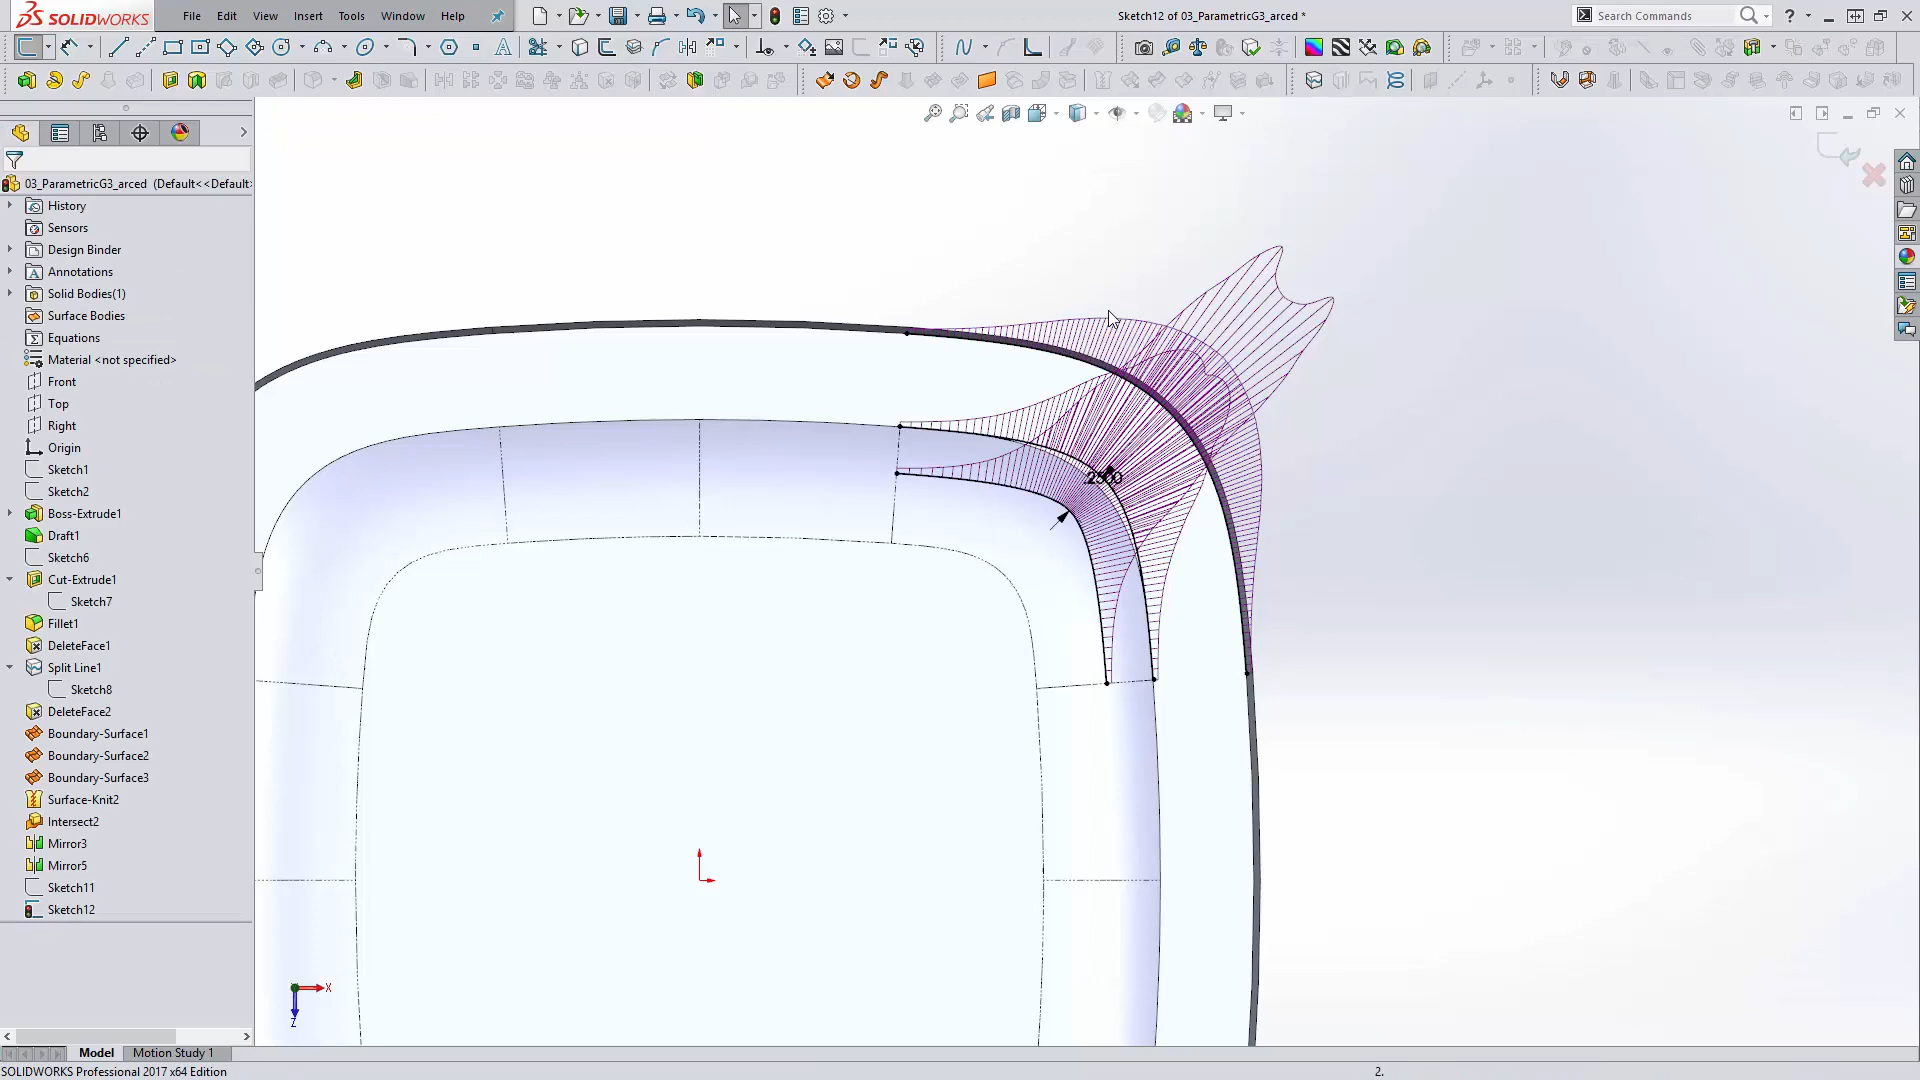 SOLIDWORKS
File Edit View Insert Tools Window Help
Sketch12 of 03_ParametricG3_arced *
Search Commands
?
03_ParametricG3_arced (Default<<Default>
History
Sensors
Design Binder
Annotations
Solid Bodies(1)
Surface Bodies
Equations
Material <not specified>
Front
Top
Right
Origin
Sketch1
Sketch2
Boss-Extrude1
Draft1
Sketch6
Cut-Extrude1
Sketch7
Fillet1
DeleteFace1
Split Line1
Sketch8
DeleteFace2
Boundary-Surface1
Boundary-Surface2
Boundary-Surface3
Surface-Knit2
Intersect2
Mirror3
Mirror5
Sketch11
Sketch12
X
Z
Model Motion Study 1
SOLIDWORKS Professional 2017 x64 Edition
2.